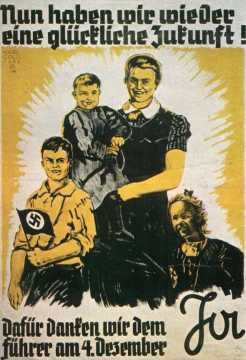 Nun haben wir wieder
eine glückliche Zukunft!
dafür danken wir dem
führer am 4. Dezember
Ja